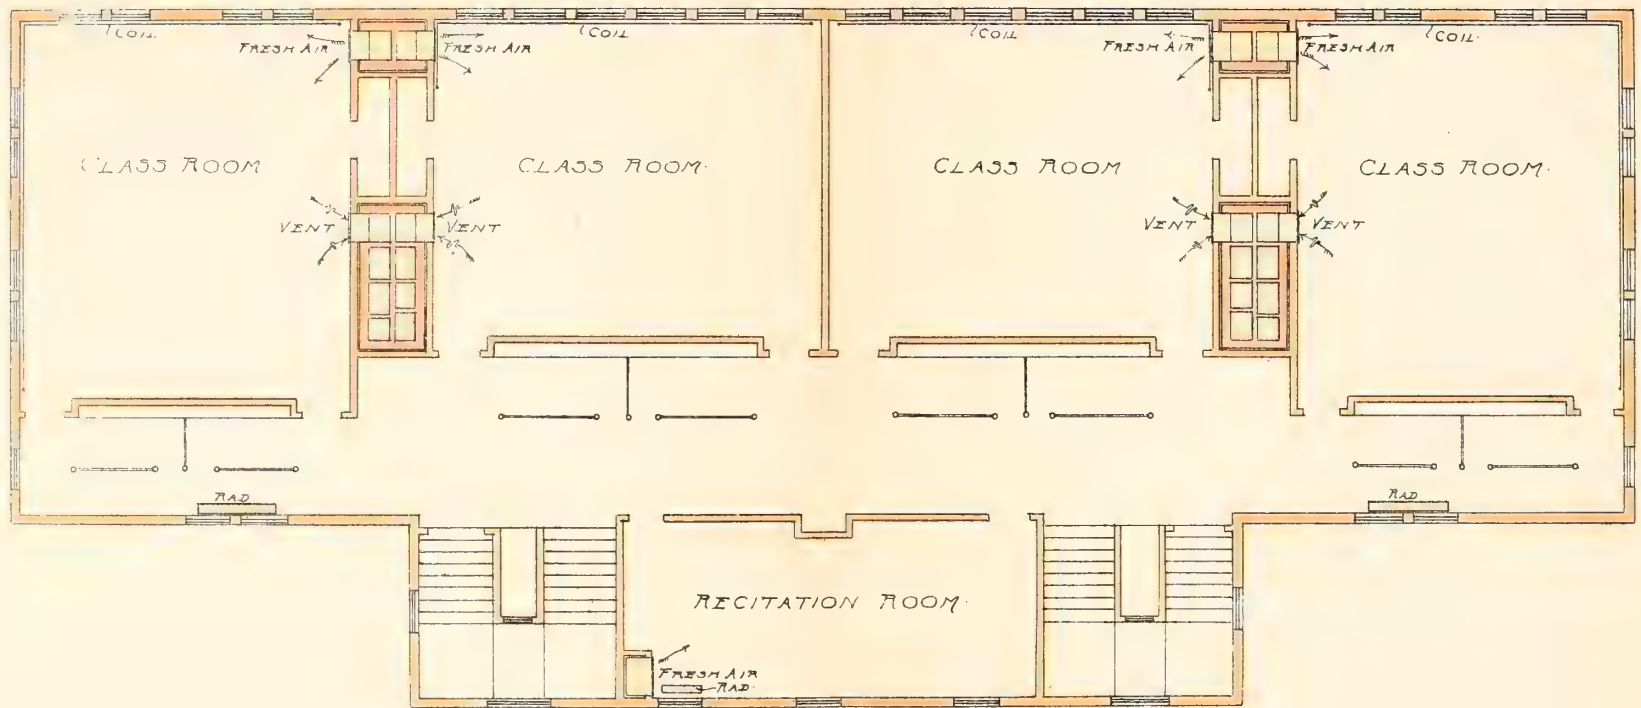 COIL.
FRESH AIR
FRESH AIR
COIL
COIL
FRESH AIR
FRESH AIR
COIL.
CLASS ROOM
CLASS ROOM.
CLASS ROOM
CLASS ROOM.
VENT
VENT
VENT
VENT
RAD
RAD
RECITATION ROOM.
FRESH AIR
RAD.